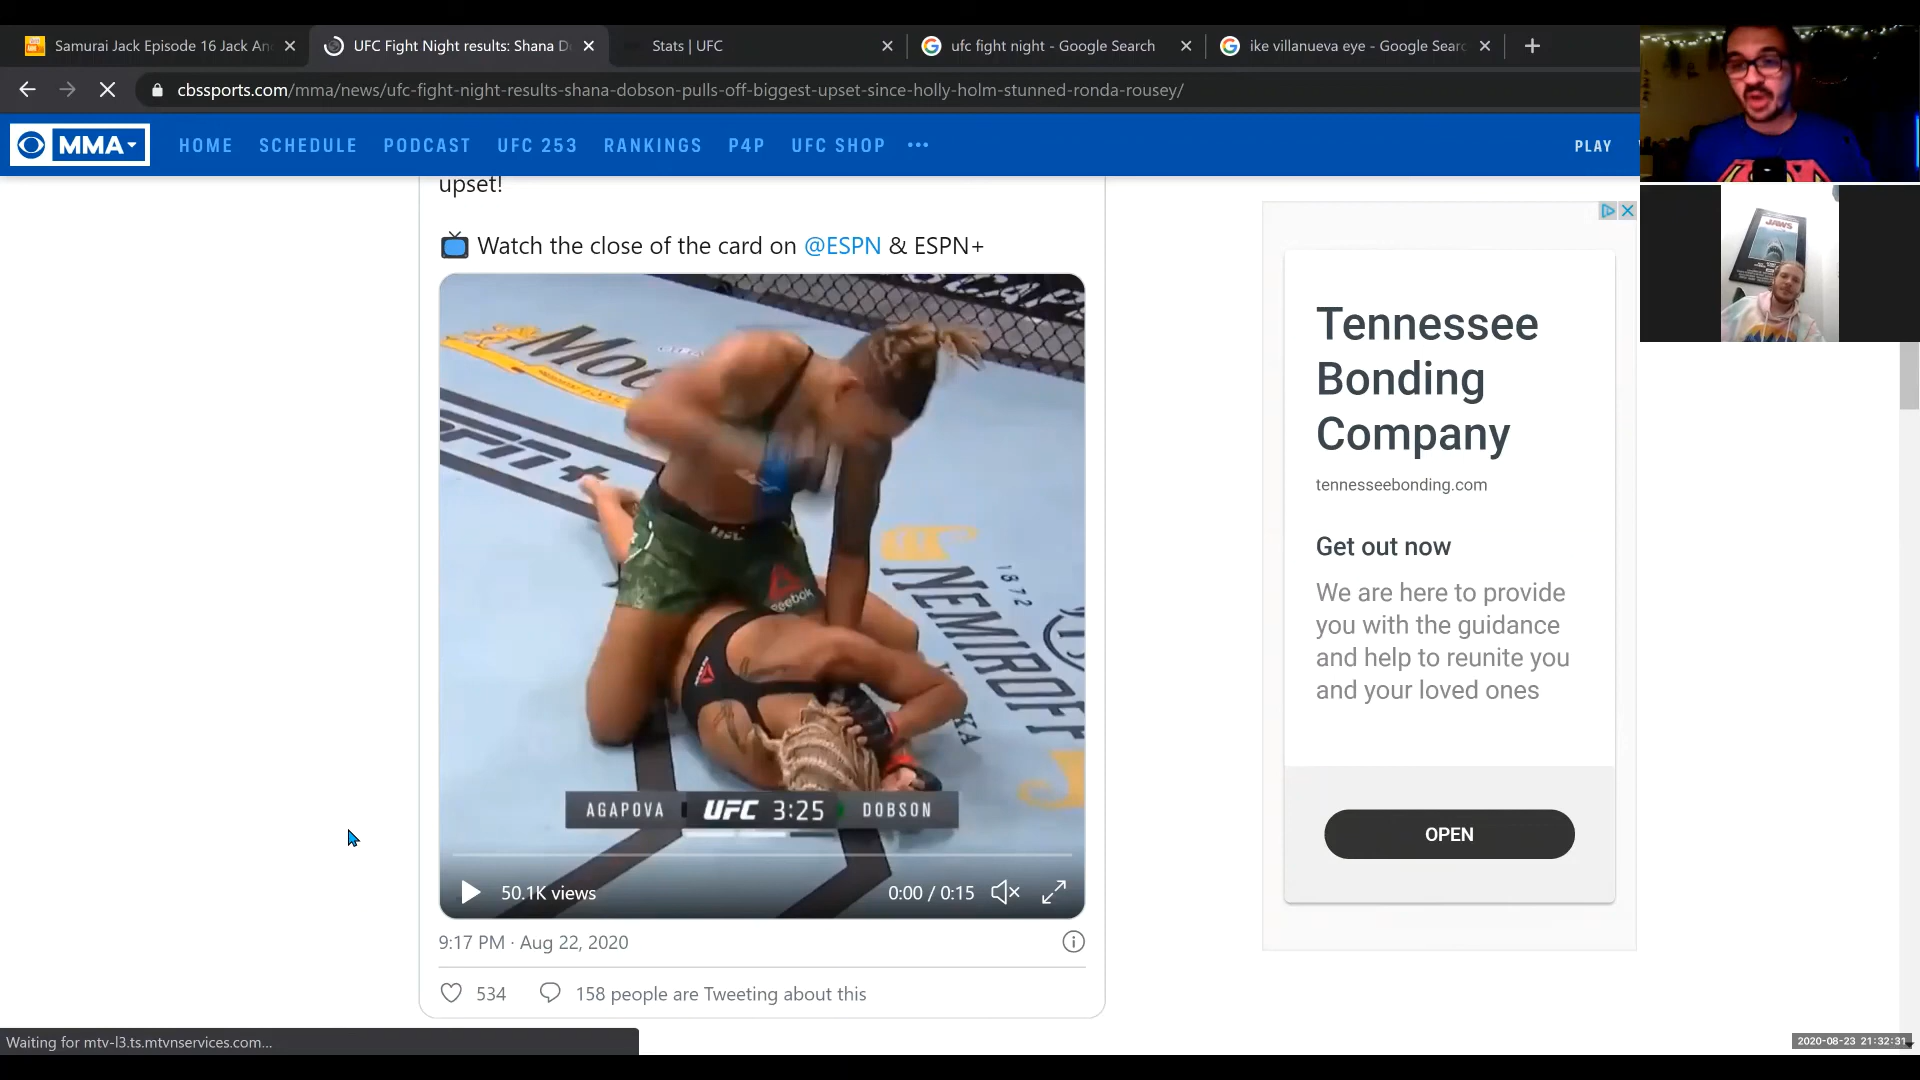 Samurai Jack Episode 16 Jack An
UFC Fight Night results: Shana D
Stats | UFC
ufc fight night - Google Search
ike villanueva eye - Google Searc
cbssports.com/mma/news/ufc-fight-night-results-shana-dobson-pulls-off-biggest-upset-since-holly-holm-stunned-ronda-rousey/
MMA
HOME
SCHEDULE
PODCAST
UFC 253
RANKINGS
P4P
UFC SHOP
•••
PLAY
upset!
Watch the close of the card on @ESPN & ESPN+
JAWS
UFC
Reebok
1872
NEMIROFF
AGAPOVA UFC 3:25 DOBSON
50.1K views
0:00 / 0:15
9:17 PM · Aug 22, 2020
534
158 people are Tweeting about this
Tennessee
Bonding
Company
tennesseebonding.com
Get out now
We are here to provide
you with the guidance
and help to reunite you
and your loved ones
OPEN
Waiting for mtv-l3.ts.mtvnservices.com...
2020-08-23 21:32:31